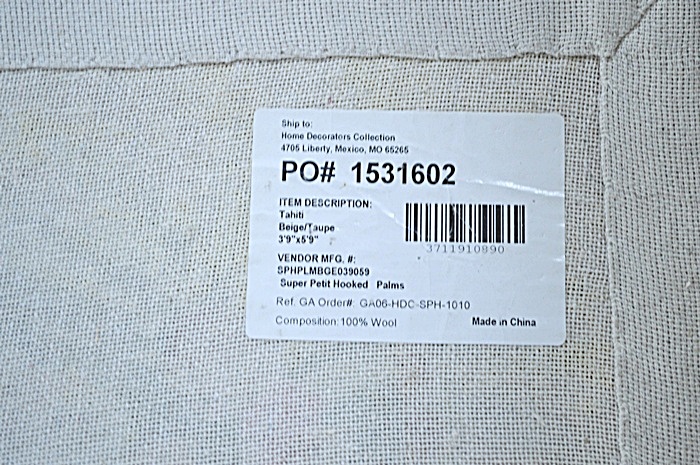 Ship to:
Home Decorators Collection
4705 Liberty, Mexico, MO 65265
PO# 1531602
ITEM DESCRIPTION:
Tahiti
Beige/Taupe
3'9"x5'9"
3711910890
VENDOR MFG. #:
SPHPLMBGE039059
Super Petit Hooked Palms
Ref. GA Order#: GA06-HDC-SPH-1010
Composition: 100% Wool Made in China